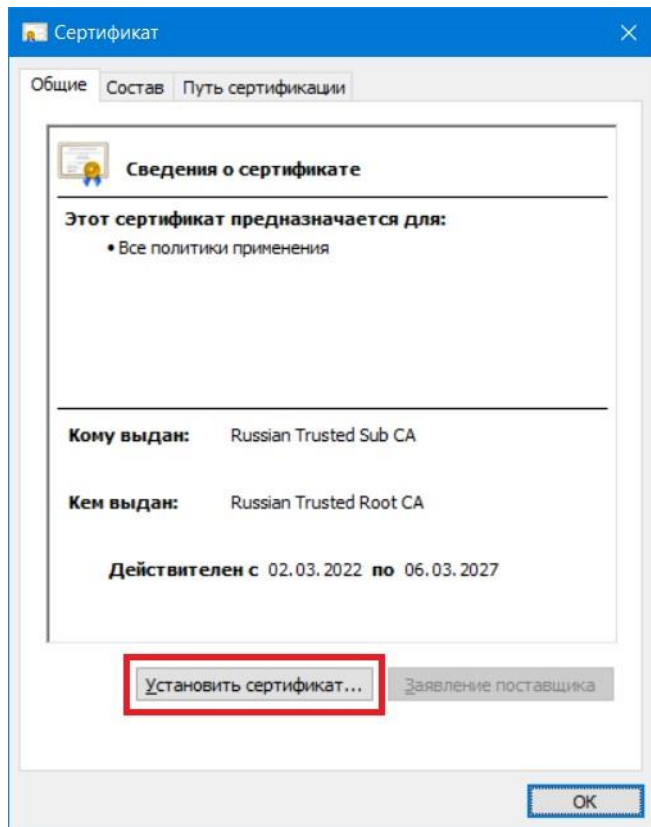 Сертификат
Общие Состав Путь сертификации
Сведения о сертификате
Этот сертификат предназначается для:
• Все политики применения
Кому выдан: Russian Trusted Sub CA
Кем выдан: Russian Trusted Root CA
Действителен с 02.03.2022 по 06.03.2027
Установить сертификат... Заявление поставщика
ОК